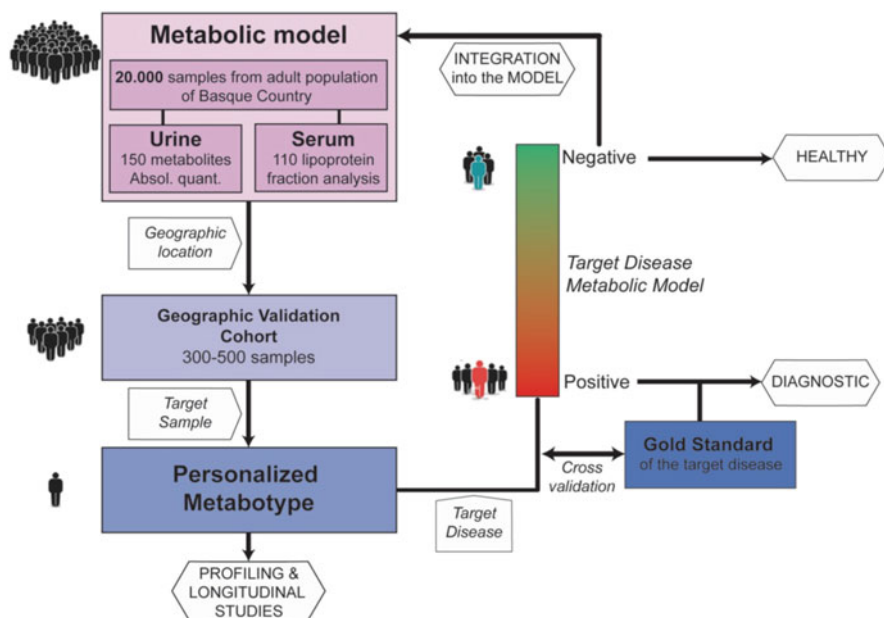 Metabolic model
20.000 samples from adult population
of Basque Country
Urine
150 metabolites
Absol. quant.
Serum
110 lipoprotein
fraction analysis
Geographic
location
Geographic Validation
Cohort
300-500 samples
Target
Sample
Personalized
Metabotype
PROFILING &
LONGITUDINAL
STUDIES
Target
Disease
INTEGRATION
into the MODEL
Negative
HEALTHY
Target Disease
Metabolic Model
Positive
DIAGNOSTIC
Gold Standard
of the target disease
Cross
validation